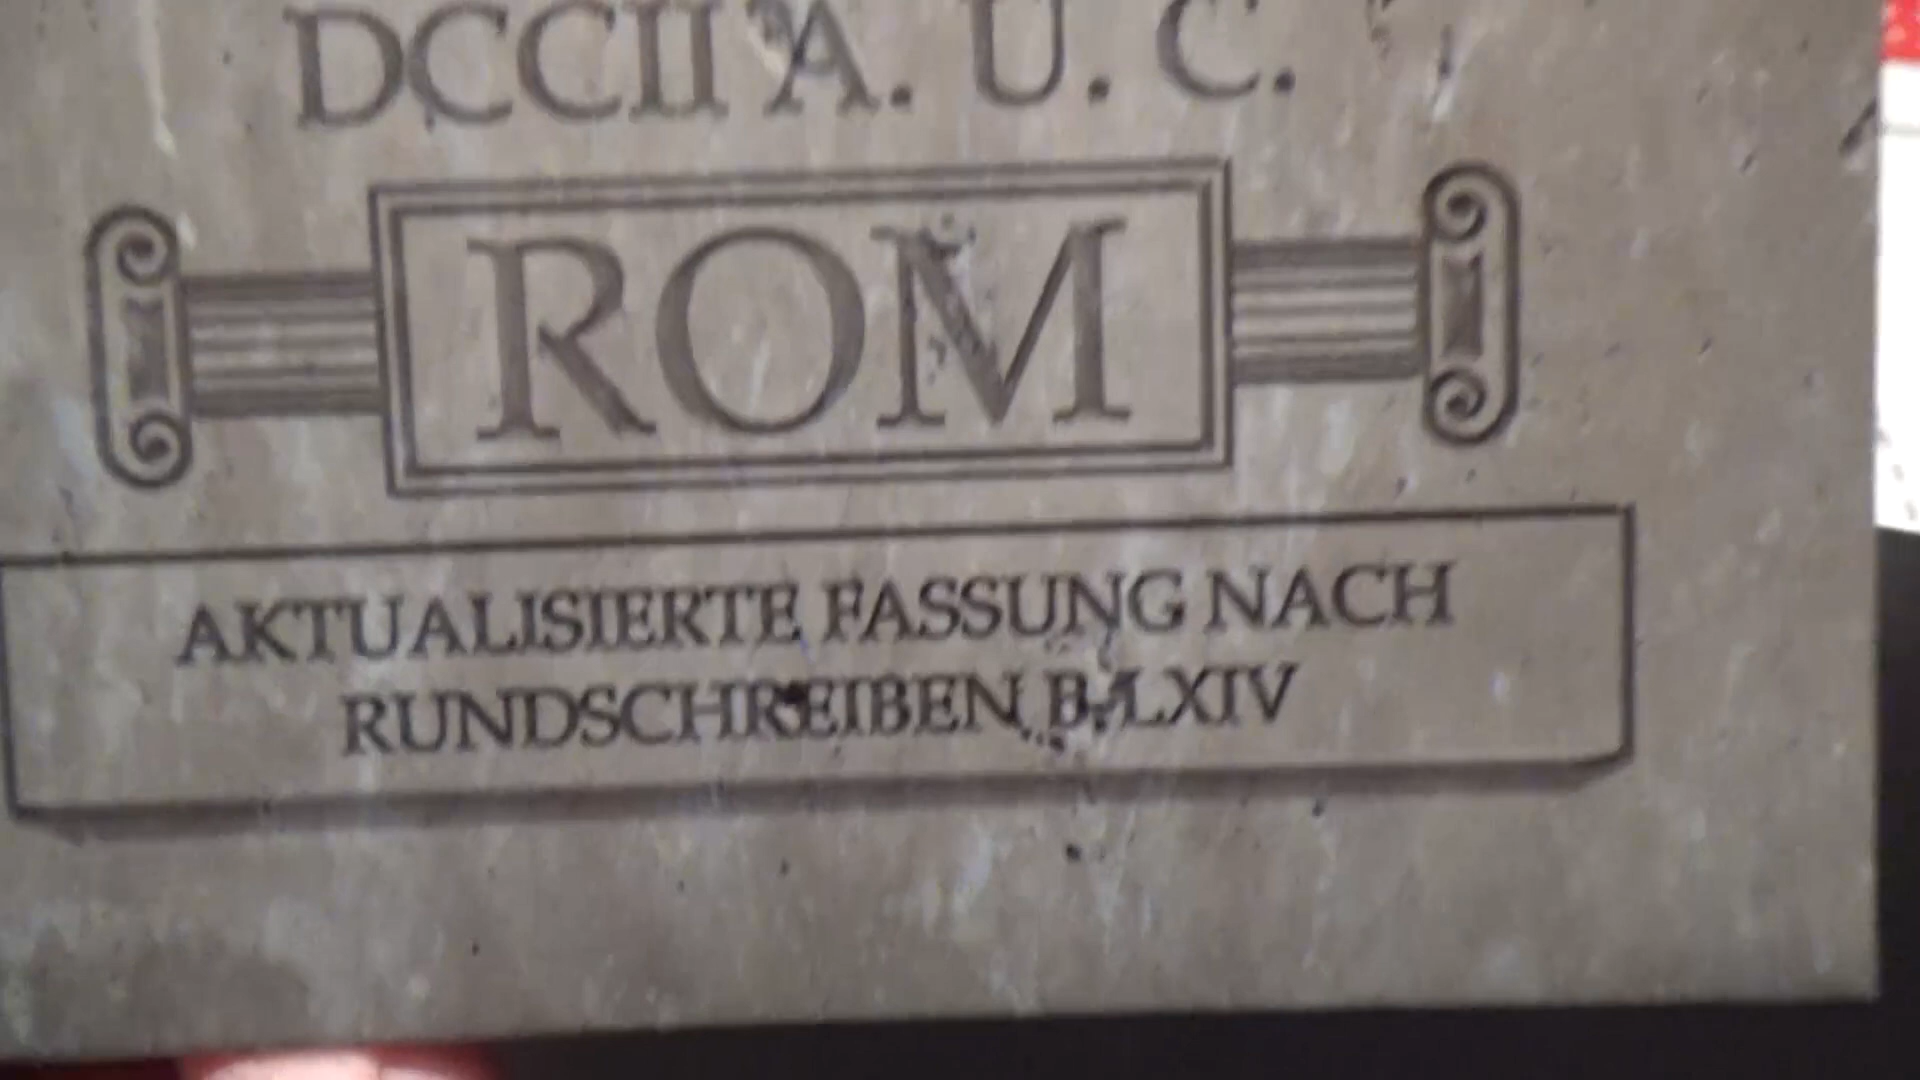 DCCII A. U. C.
ROM
AKTUALISIERTE FASSUNG NACH
RUNDSCHREIBEN B/LXIV